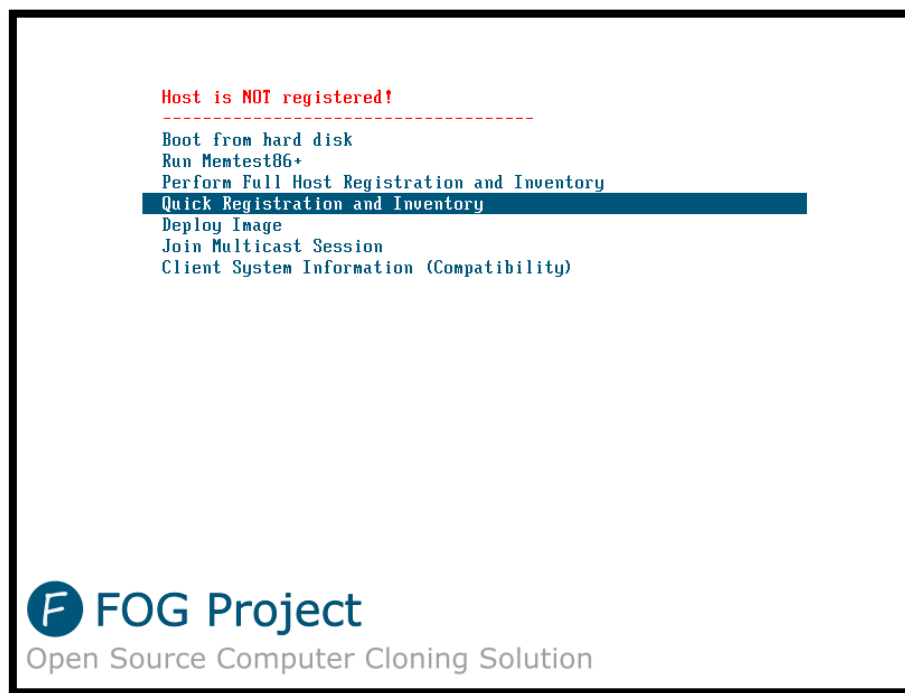 Host is NOT registered!
-------------------------------------
Boot from hard disk
Run Memtest86+
Perform Full Host Registration and Inventory
Quick Registration and Inventory
Deploy Image
Join Multicast Session
Client System Information (Compatibility)
F FOG Project
Open Source Computer Cloning Solution